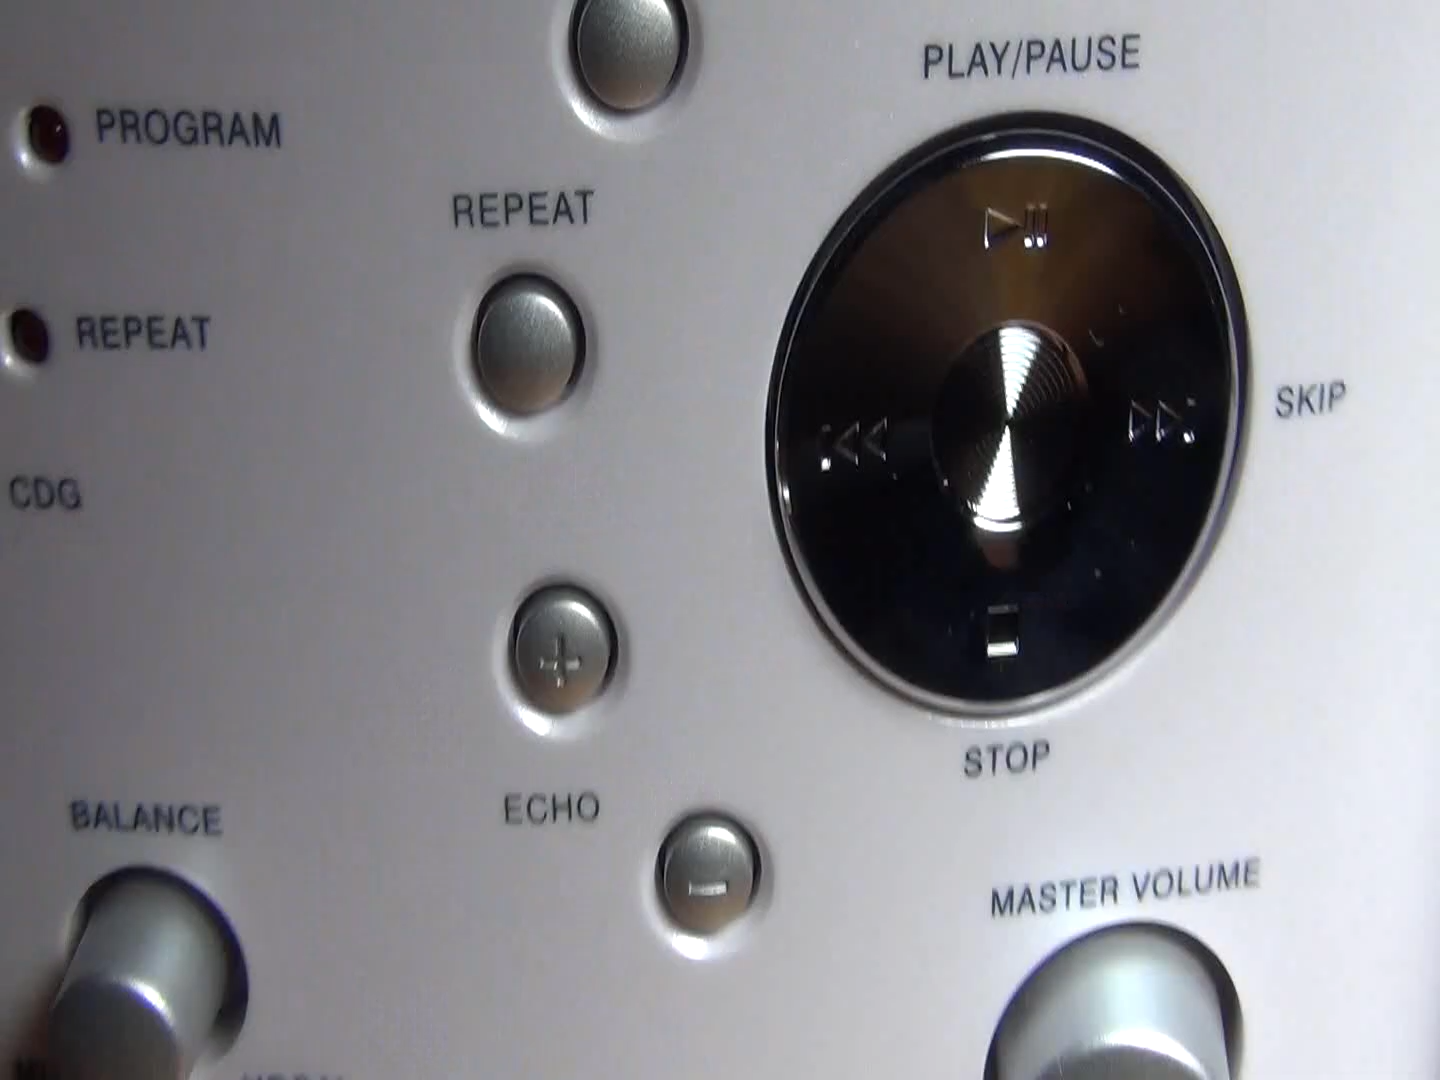 PLAY/PAUSE
PROGRAM
REPEAT
REPEAT
SKIP
CDG
STOP
ECHO
BALANCE
MASTER VOLUME